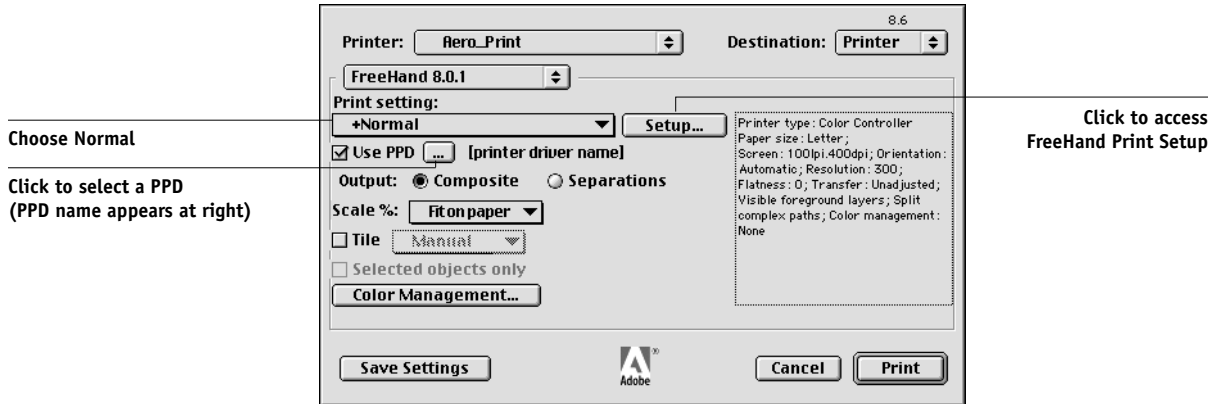 8.6
Printer: Aero_Print Destination: Printer
FreeHand 8.0.1
Print setting:
+Normal Setup...
Choose Normal
Click to access
FreeHand Print Setup
Use PPD ... [printer driver name]
Click to select a PPD
(PPD name appears at right)
Output: Composite Separations
Scale %: Fit on paper
Tile Manual
Selected objects only
Color Management...
Printer type: Color Controller
Paper size: Letter;
Screen: 100lpi.400dpi; Orientation:
Automatic; Resolution: 300;
Flatness: 0; Transfer: Unadjusted;
Visible foreground layers; Split
complex paths; Color management:
None
Save Settings
Adobe ®
Cancel Print